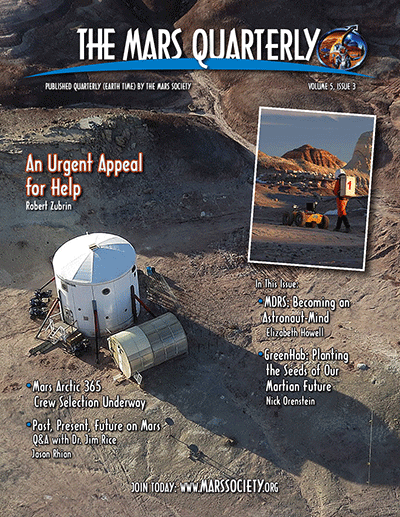 THE MARS QUARTERLY
PUBLISHED QUARTERLY (EARTH TIME) BY THE MARS SOCIETY
VOLUME 5, ISSUE 3
An Urgent Appeal
for Help
Robert Zubrin
In This Issue:
•MDRS: Becoming an
Astronaut-Mind
Elizabeth Howell
•GreenHab: Planting
the Seeds of Our
Martian Future
Nick Orenstein
•Mars Arctic 365
Crew Selection Underway
•Past, Present, Future on Mars
Q&A with Dr. Jim Rice
Jason Rhian
JOIN TODAY: WWW.MARSSOCIETY.ORG